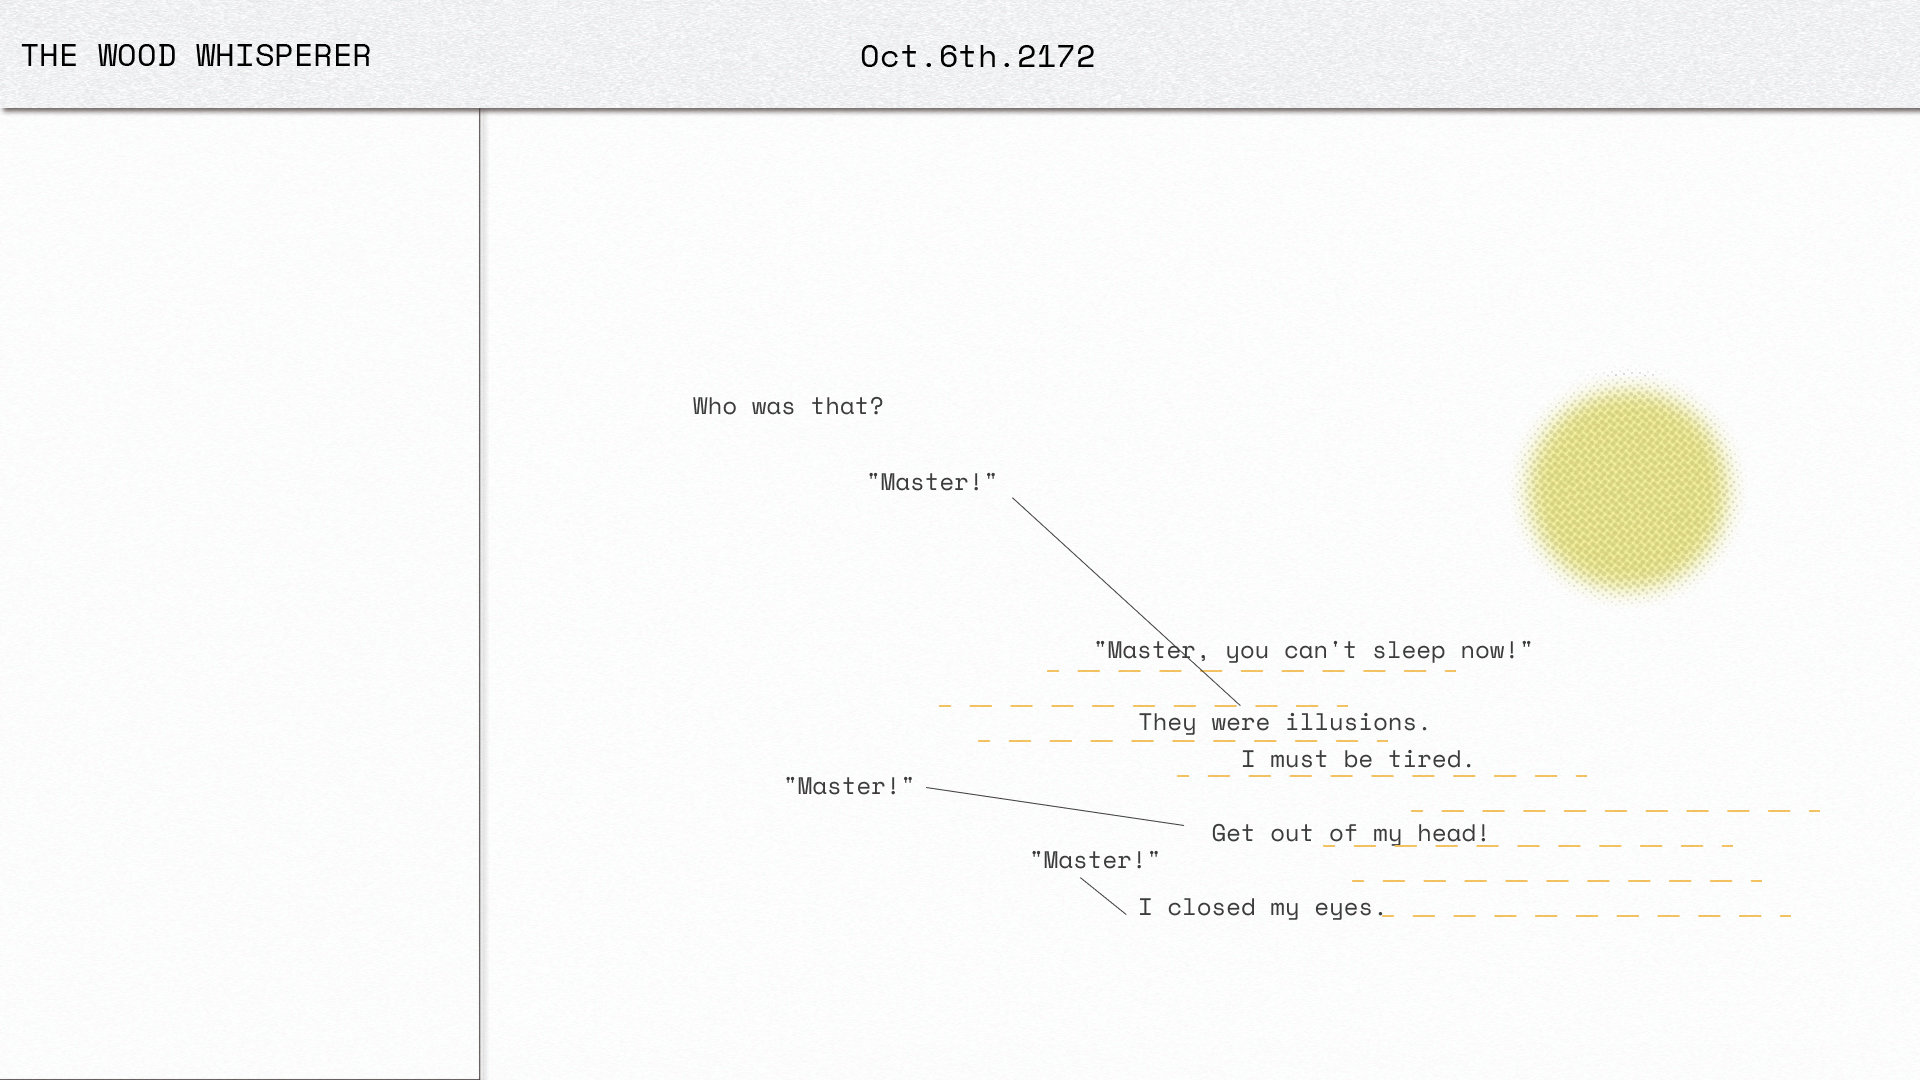 THE WOOD WHISPERER
Oct.6th.2172
Who was that?
"Master!"
"Master, you can't sleep now!"
They were illusions.
I must be tired.
"Master!"
Get out of my head!
"Master!"
I closed my eyes.